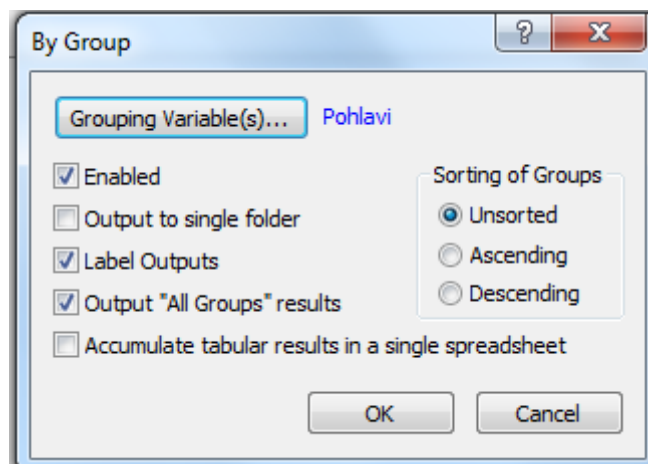 By Group
Grouping Variable(s)... Pohlavi
Enabled
Output to single folder
Label Outputs
Output "All Groups" results
Accumulate tabular results in a single spreadsheet
Sorting of Groups
Unsorted
Ascending
Descending
OK Cancel